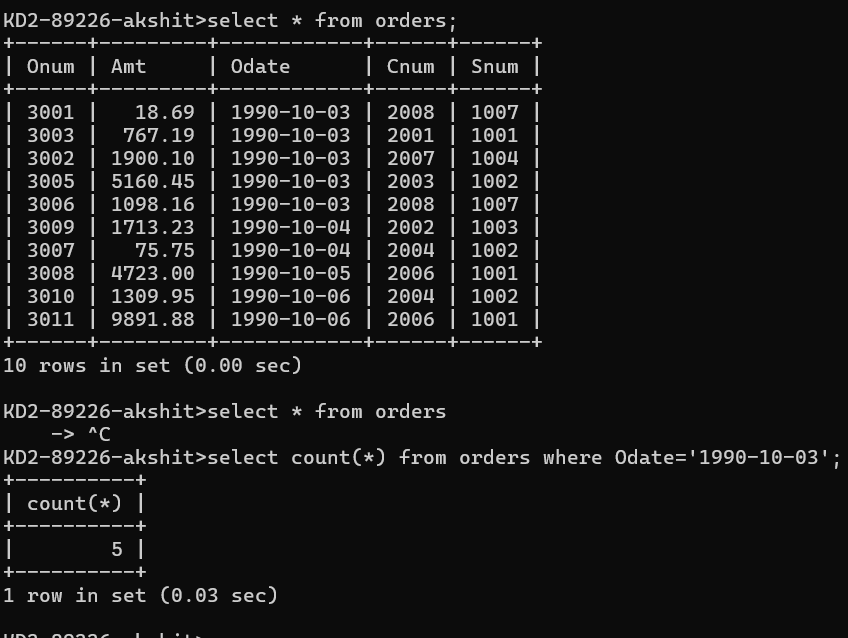 KD2-89226-akshit>select * from orders;
+------+---------+------------+------+------+
| Onum | Amt     | Odate      | Cnum | Snum |
+------+---------+------------+------+------+
| 3001 |   18.69 | 1990-10-03 | 2008 | 1007 |
| 3003 |  767.19 | 1990-10-03 | 2001 | 1001 |
| 3002 | 1900.10 | 1990-10-03 | 2007 | 1004 |
| 3005 | 5160.45 | 1990-10-03 | 2003 | 1002 |
| 3006 | 1098.16 | 1990-10-03 | 2008 | 1007 |
| 3009 | 1713.23 | 1990-10-04 | 2002 | 1003 |
| 3007 |   75.75 | 1990-10-04 | 2004 | 1002 |
| 3008 | 4723.00 | 1990-10-05 | 2006 | 1001 |
| 3010 | 1309.95 | 1990-10-06 | 2004 | 1002 |
| 3011 | 9891.88 | 1990-10-06 | 2006 | 1001 |
+------+---------+------------+------+------+
10 rows in set (0.00 sec)

KD2-89226-akshit>select * from orders
    -> ^C
KD2-89226-akshit>select count(*) from orders where Odate='1990-10-03';
+----------+
| count(*) |
+----------+
|        5 |
+----------+
1 row in set (0.03 sec)

KD2-89226-akshit>